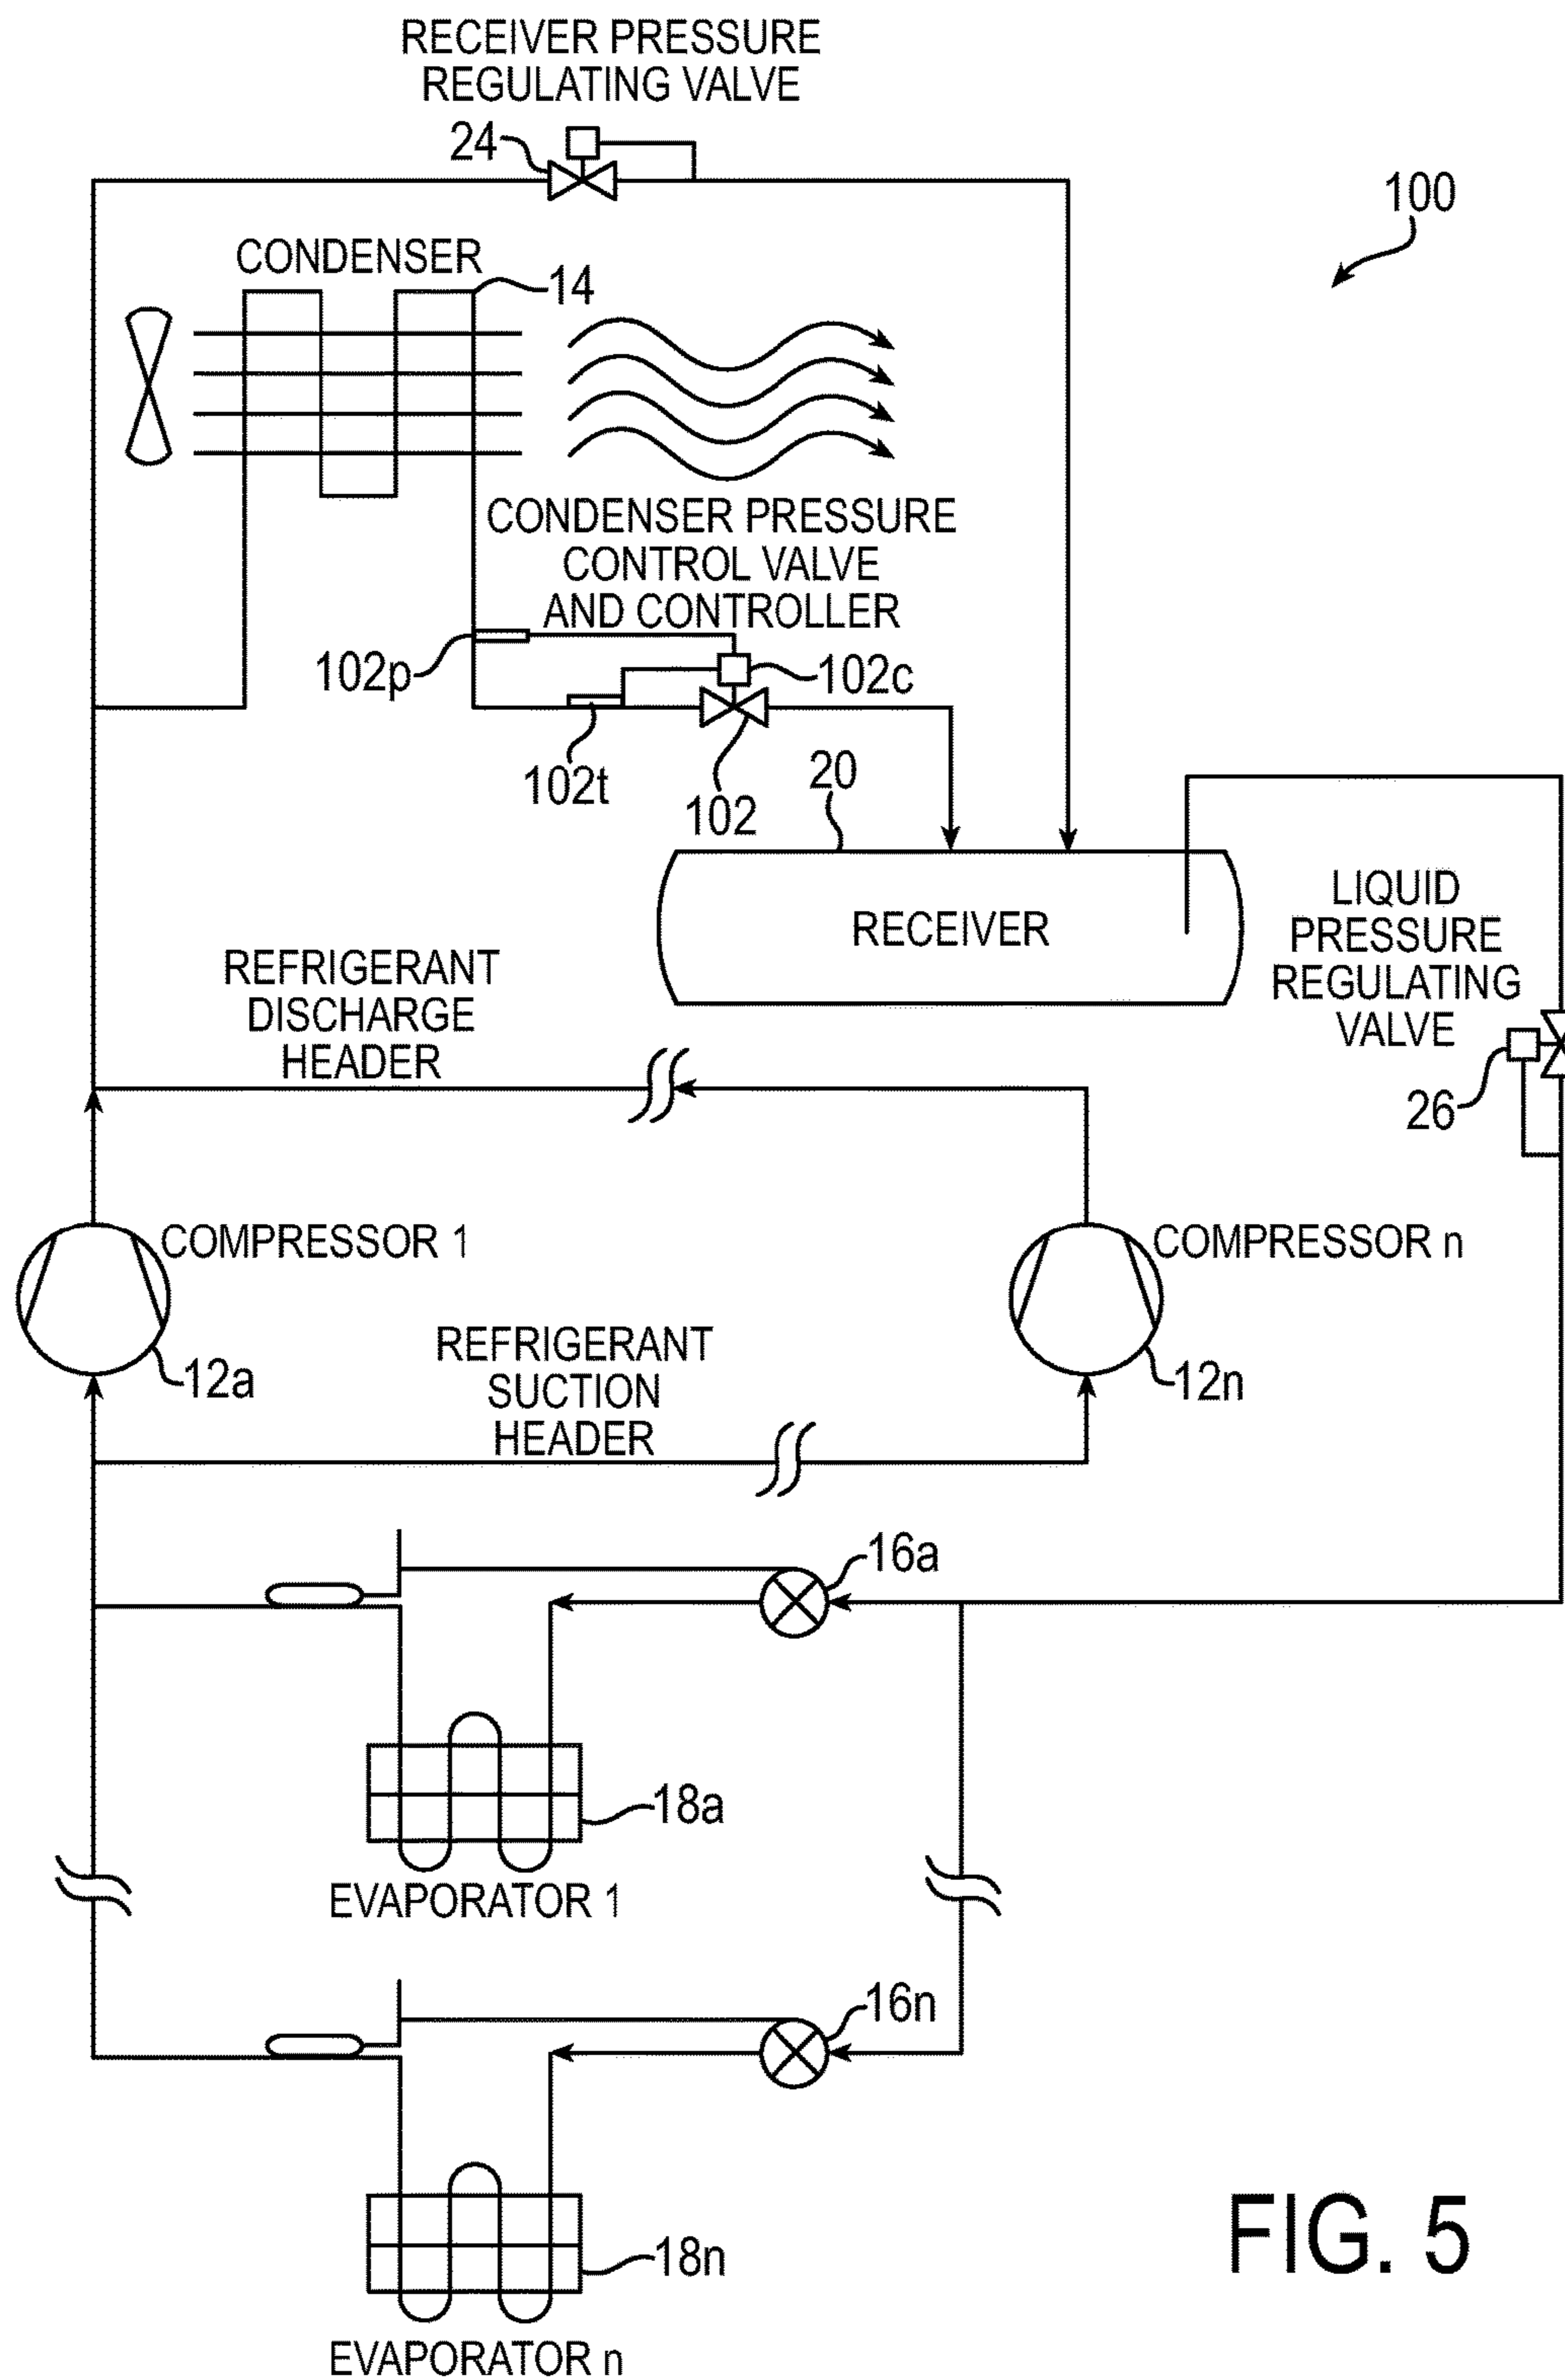 RECEIVER PRESSURE
REGULATING VALVE
24
100
CONDENSER
14
CONDENSER PRESSURE
CONTROL VALVE
AND CONTROLLER
102p
102c
102t
102
20
RECEIVER
LIQUID
PRESSURE
REGULATING
VALVE
26
REFRIGERANT
DISCHARGE
HEADER
COMPRESSOR 1
COMPRESSOR n
12a
12n
REFRIGERANT
SUCTION
HEADER
16a
18a
EVAPORATOR 1
16n
18n
EVAPORATOR n
FIG. 5